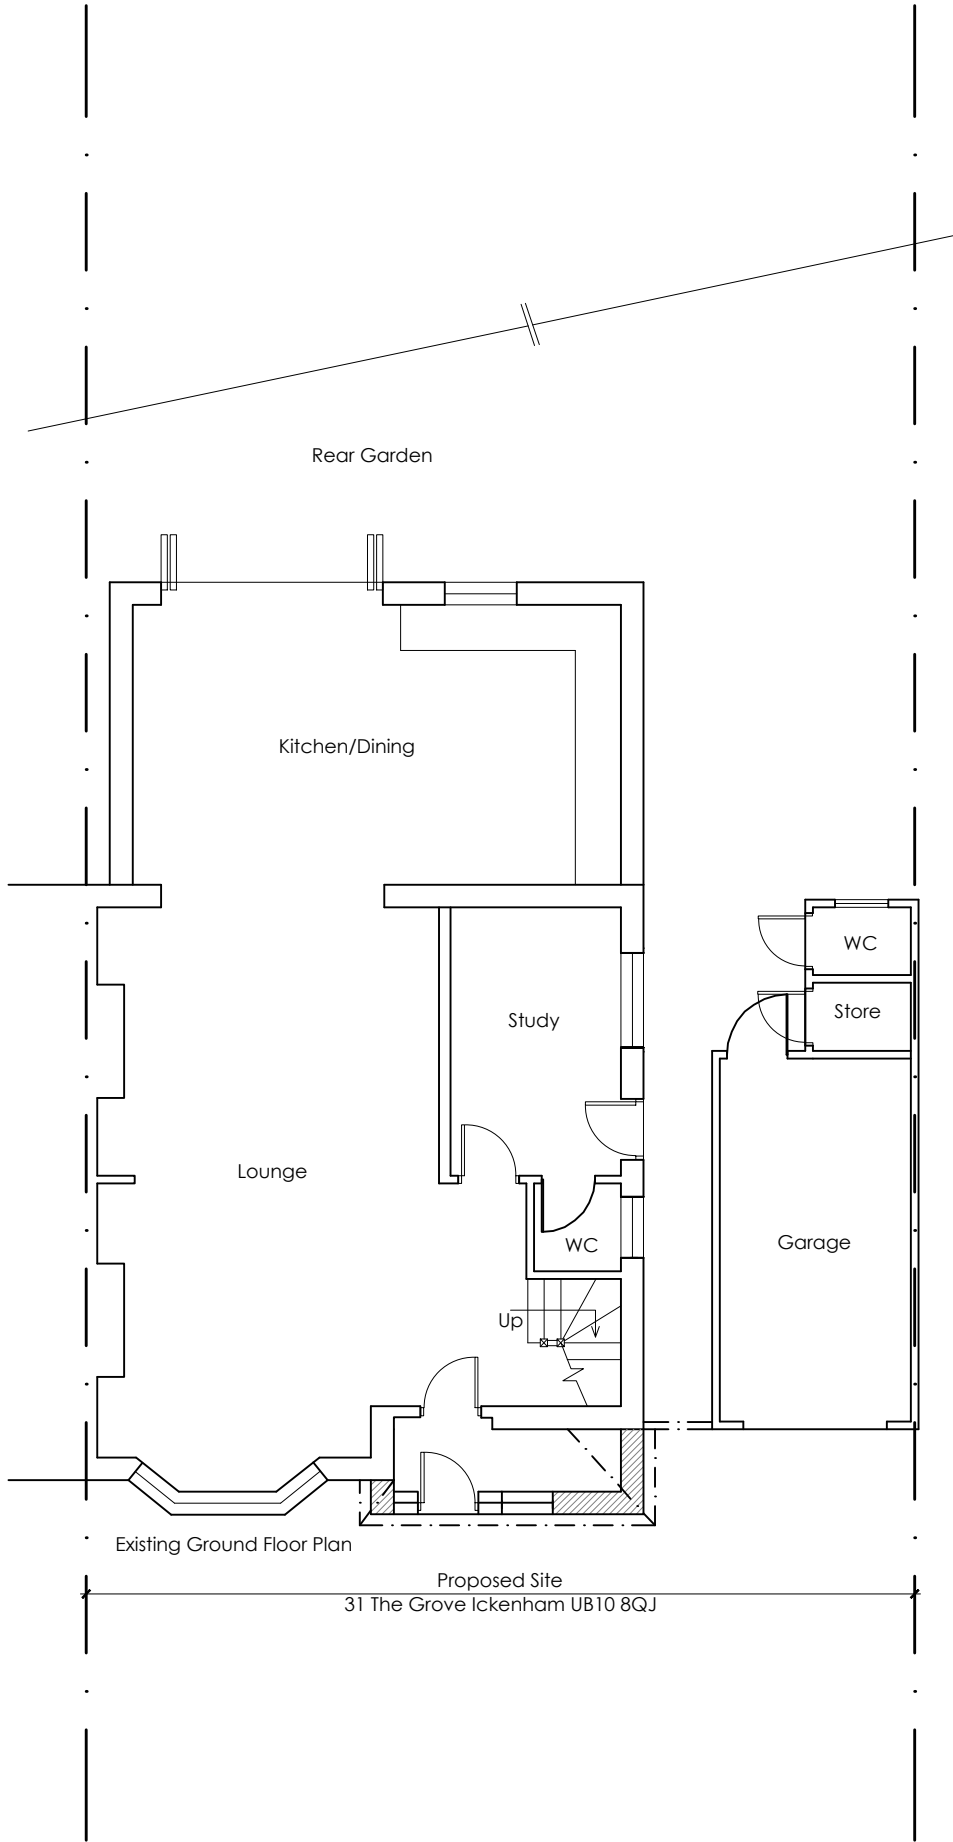 Rear Garden
Kitchen/Dining
WC
Store
Study
Lounge
Garage
WC
Up
Existing Ground Floor Plan
Proposed Site
31 The Grove Ickenham UB10 8QJ